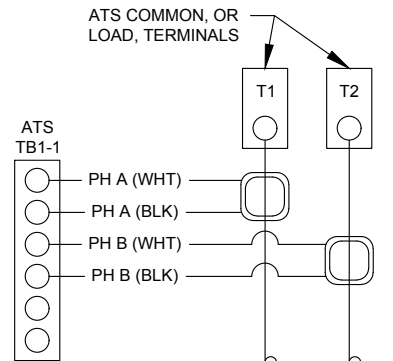 ATS COMMON, OR
LOAD, TERMINALS
T1
T2
ATS
TB1-1
PH A (WHT)
PH A (BLK)
PH B (WHT)
PH B (BLK)